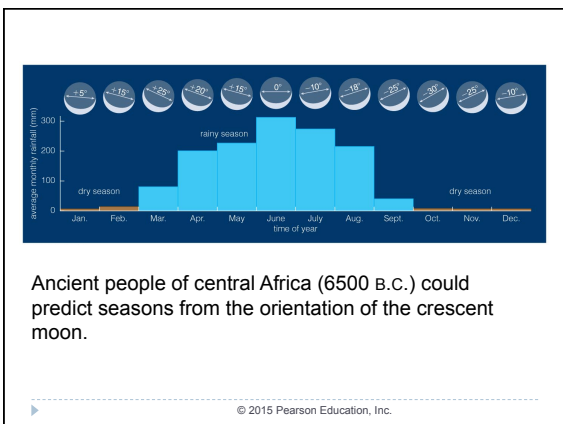 +5° +15° +25° +20° +15° 0° −10° −18° −25° −30° −25° −10°
average monthly rainfall (mm)
300
200
100
0
dry season
rainy season
dry season
Jan. Feb. Mar. Apr. May June July Aug. Sept. Oct. Nov. Dec.
time of year
Ancient people of central Africa (6500 B.C.) could
predict seasons from the orientation of the crescent
moon.
© 2015 Pearson Education, Inc.